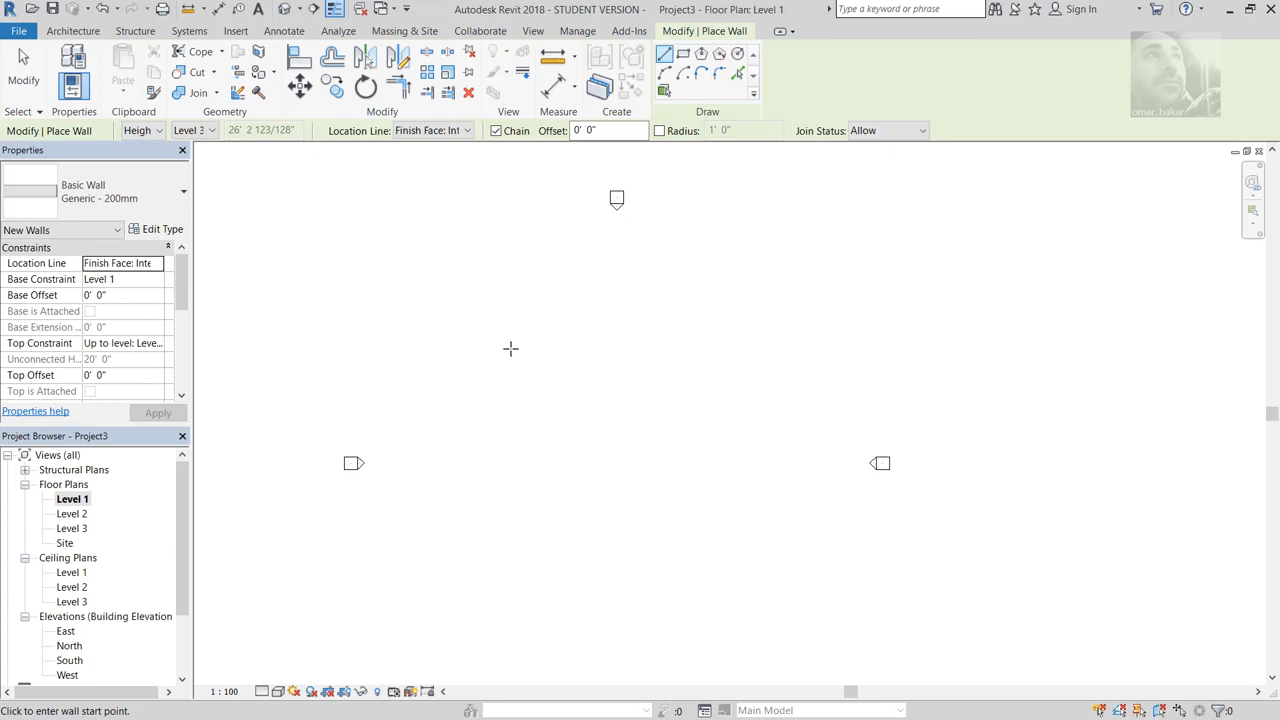 Autodesk Revit 2018 - STUDENT VERSION - Project3 - Floor Plan: Level 1
Type a keyword or phrase
Sign In
File Architecture Structure Systems Insert Annotate Analyze Massing & Site Collaborate View Manage Add-Ins Modify | Place Wall
Modify
Paste
Cope
Cut
Join
Select Properties Clipboard Geometry Modify View Measure Create Draw
omar.bakar
Modify | Place Wall Heigh Level 3 26' 2 123/128" Location Line: Finish Face: Int Chain Offset: 0' 0" Radius: 1' 0" Join Status: Allow
Properties
Basic Wall
Generic - 200mm
New Walls Edit Type
Constraints
Location Line Finish Face: Inte
Base Constraint Level 1
Base Offset 0' 0"
Base is Attached
Base Extension ... 0' 0"
Top Constraint Up to level: Leve...
Unconnected H... 20' 0"
Top Offset 0' 0"
Top is Attached
Properties help Apply
Project Browser - Project3
Views (all)
Structural Plans
Floor Plans
Level 1
Level 2
Level 3
Site
Ceiling Plans
Level 1
Level 2
Level 3
Elevations (Building Elevation
East
North
South
West
1 : 100
Click to enter wall start point.
:0
Main Model
:0